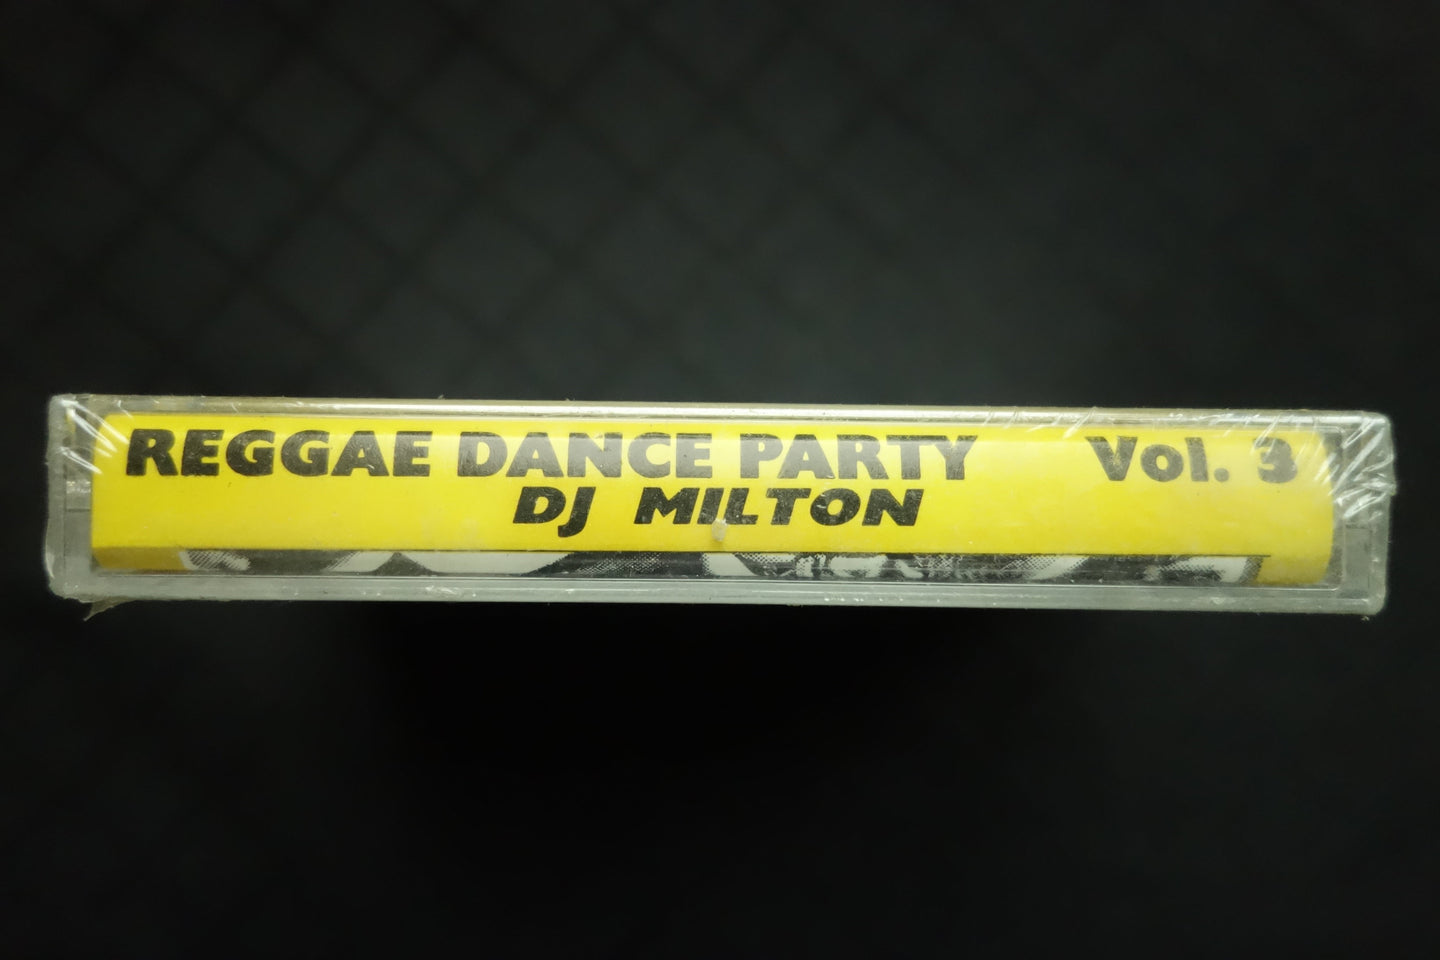 REGGAE DANCE PARTY Vol. 3
DJ MILTON